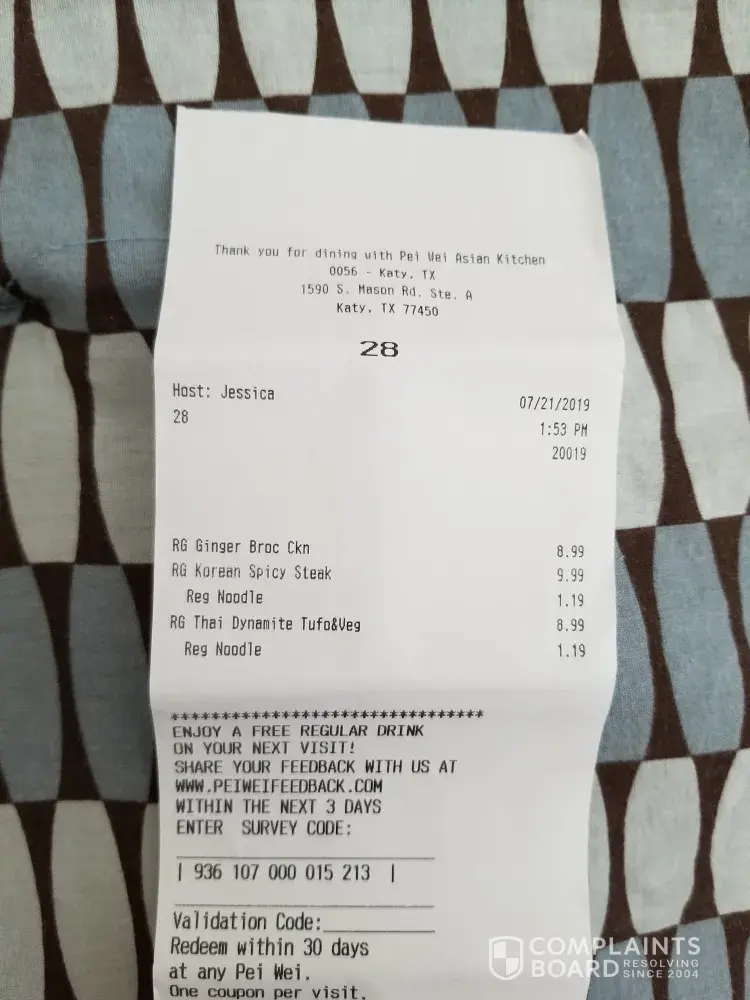 Thank you for dining with Pei Wei Asian Kitchen
0056 - Katy, TX
1590 S. Mason Rd. Ste. A
Katy, TX 77450
28
Host: Jessica 07/21/2019
28 1:53 PM
20019
RG Ginger Broc Ckn 8.99
RG Korean Spicy Steak 9.99
Reg Noodle 1.19
RG Thai Dynamite Tufo&Veg 8.99
Reg Noodle 1.19
********************************
ENJOY A FREE REGULAR DRINK
ON YOUR NEXT VISIT!
SHARE YOUR FEEDBACK WITH US AT
WWW.PEIWEIFEEDBACK.COM
WITHIN THE NEXT 3 DAYS
ENTER SURVEY CODE:
| 936 107 000 015 213 |
Validation Code:_________
Redeem within 30 days
at any Pei Wei.
One coupon per visit.
COMPLAINTS
BOARD RESOLVING
SINCE 2004